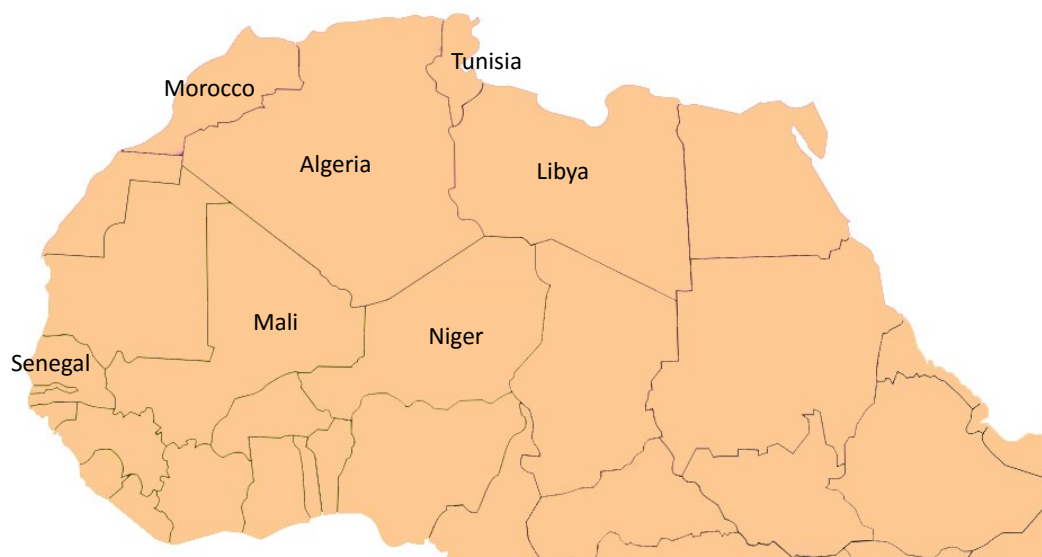 Tunisia
Morocco
Algeria
Libya
Mali
Niger
Senegal